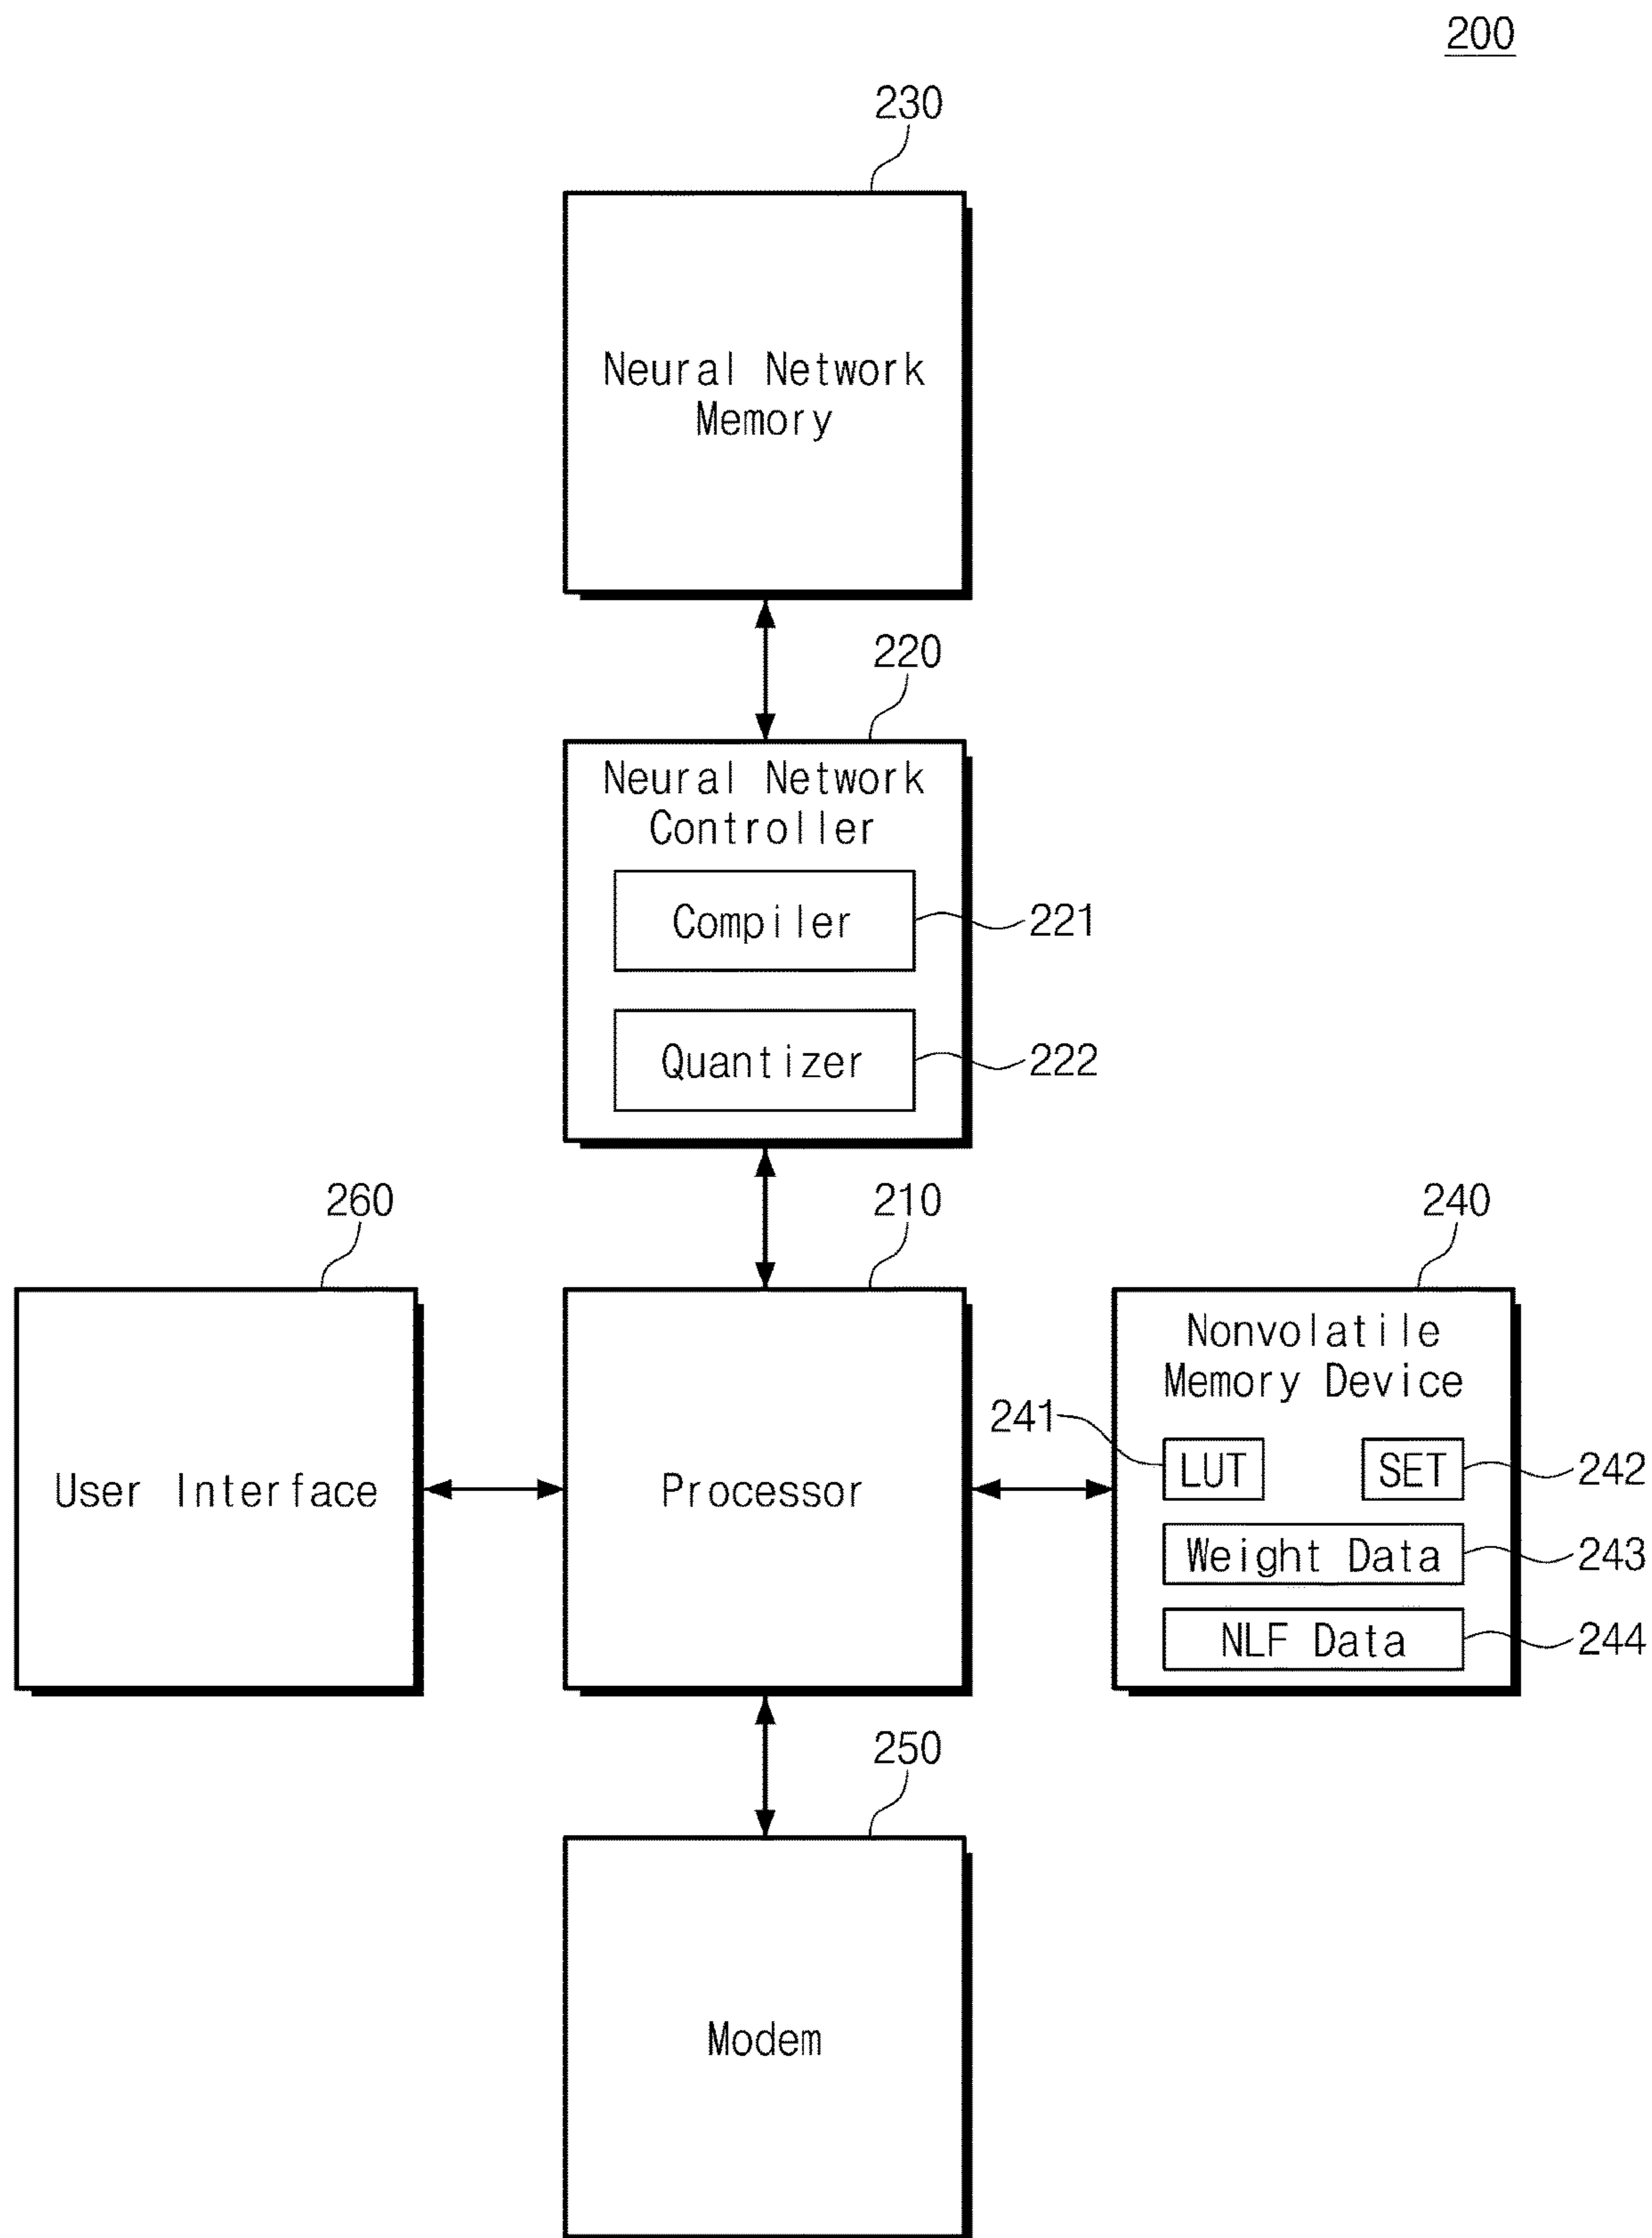 200
230
Neural Network
Memory
220
Neural Network
Controller
Compiler
221
Quantizer
222
260
210
240
User Interface
Processor
Nonvolatile
Memory Device
241
LUT
SET
242
Weight Data
243
NLF Data
244
250
Modem